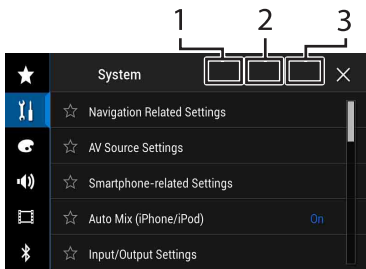 1 2 3
System
Navigation Related Settings
AV Source Settings
Smartphone-related Settings
Auto Mix (iPhone/iPod) On
Input/Output Settings